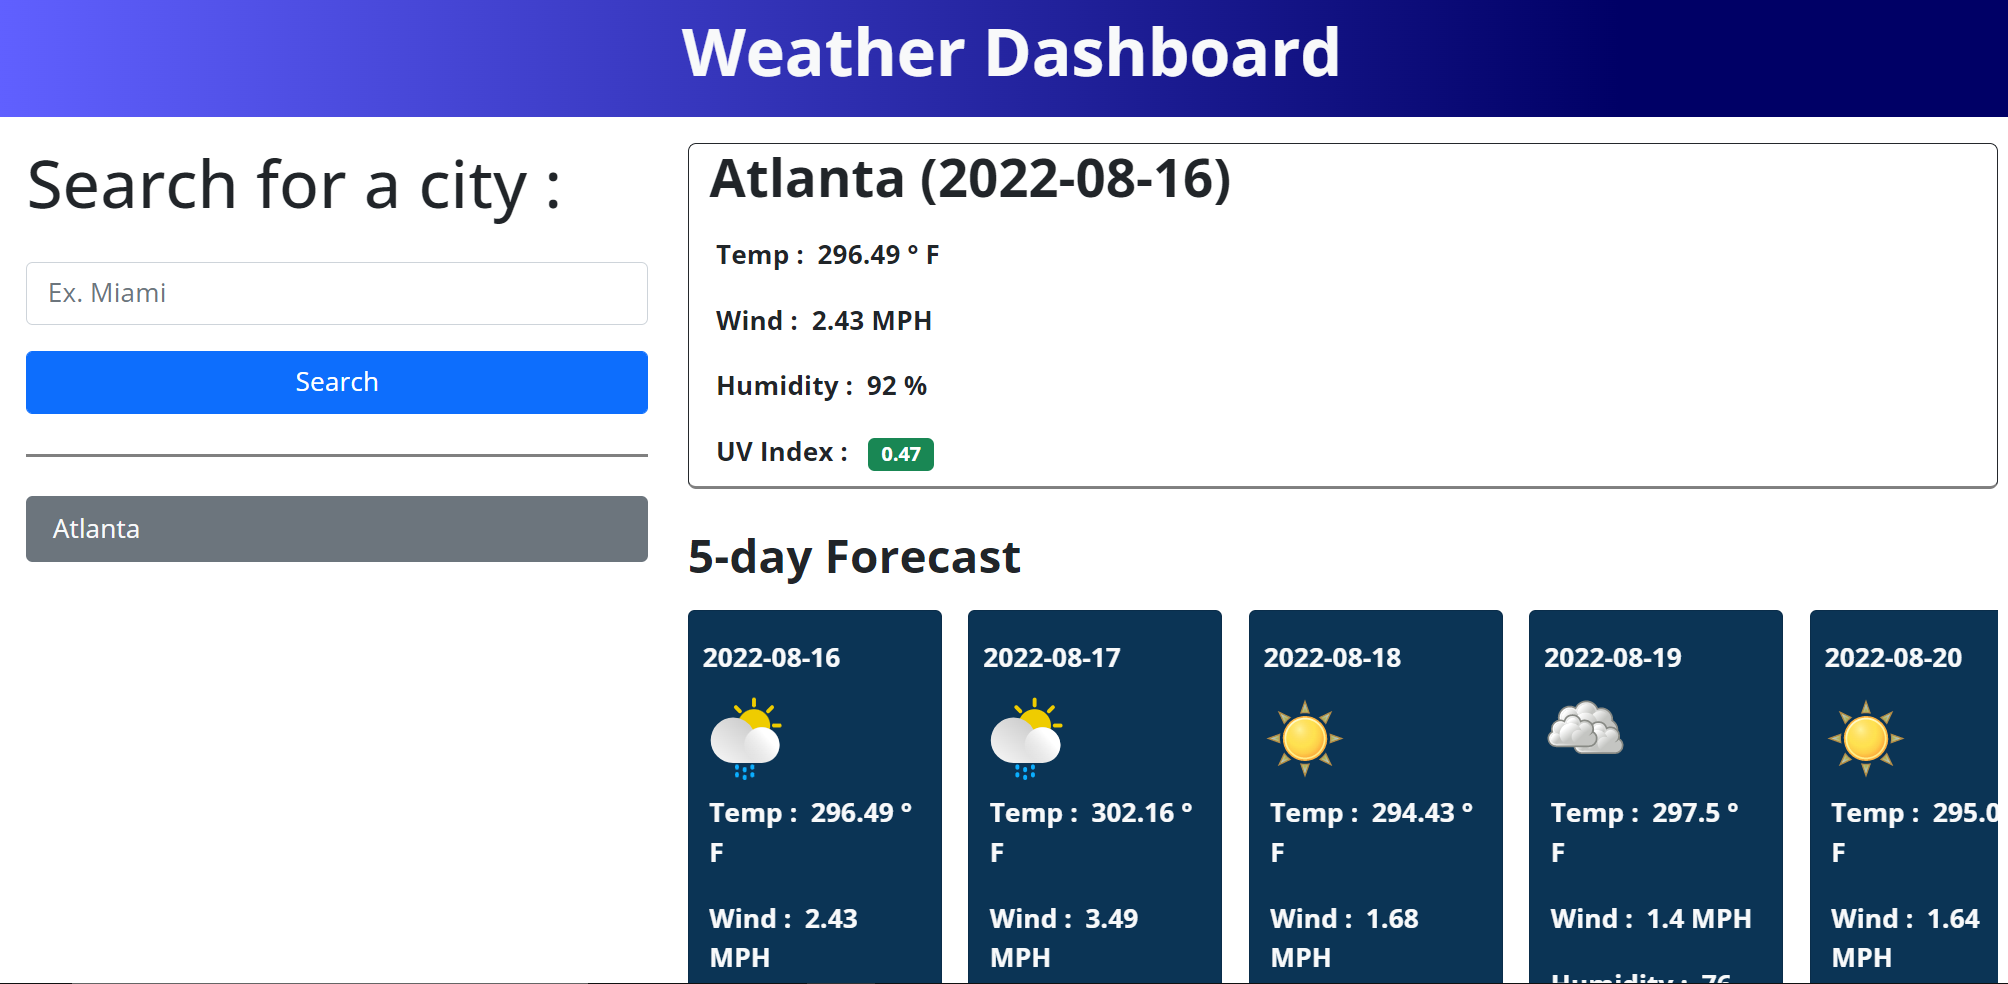 Weather Dashboard
Search for a city :
Ex. Miami
Search
Atlanta
Atlanta (2022-08-16)
Temp : 296.49 ° F
Wind : 2.43 MPH
Humidity : 92 %
UV Index : 0.47
5-day Forecast
2022-08-16
Temp : 296.49 °
F
Wind : 2.43
MPH
2022-08-17
Temp : 302.16 °
F
Wind : 3.49
MPH
2022-08-18
Temp : 294.43 °
F
Wind : 1.68
MPH
2022-08-19
Temp : 297.5 °
F
Wind : 1.4 MPH
Humidity : 76
2022-08-20
Temp : 295.0
F
Wind : 1.64
MPH